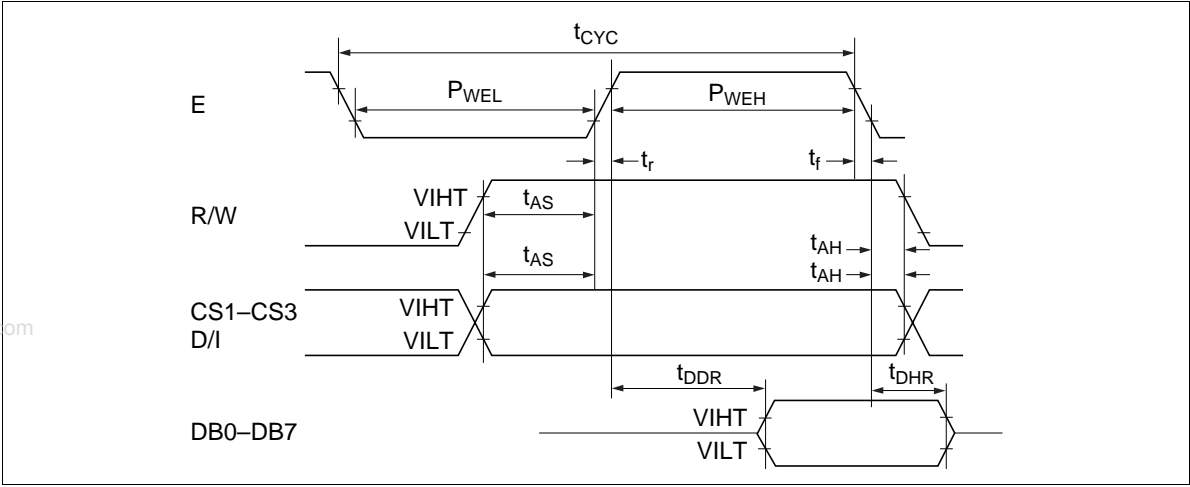 tCYC
E
PWEL
PWEH
tr
tf
R/W
VIHT
VILT
tAS
tAH
tAS
tAH
CS1–CS3
D/I
VIHT
VILT
om
tDDR
tDHR
DB0–DB7
VIHT
VILT